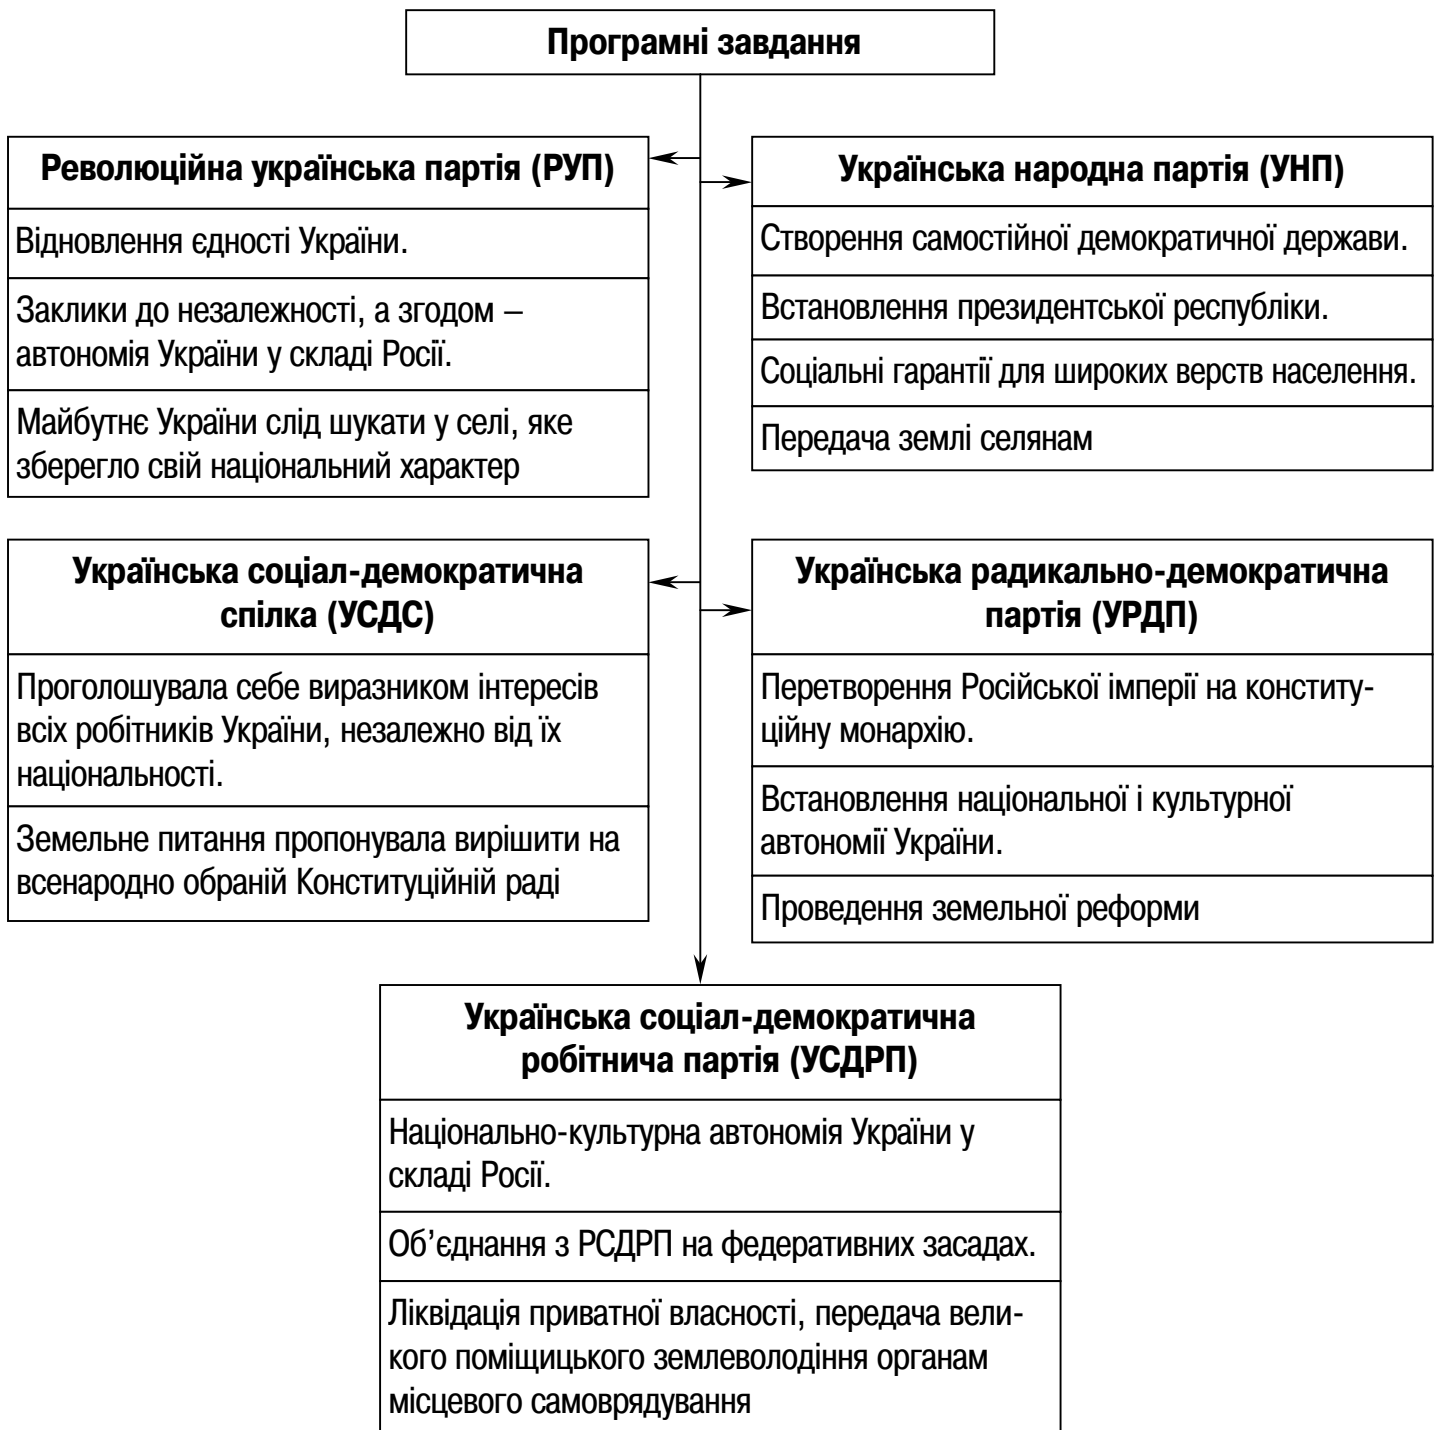 Програмні завдання
Революційна українська партія (РУП)
Відновлення єдності України.
Заклики до незалежності, а згодом –
автономія України у складі Росії.
Майбутнє України слід шукати у селі, яке
зберегло свій національний характер
Українська народна партія (УНП)
Створення самостійної демократичної держави.
Встановлення президентської республіки.
Соціальні гарантії для широких верств населення.
Передача землі селянам
Українська соціал-демократична
спілка (УСДС)
Проголошувала себе виразником інтересів
всіх робітників України, незалежно від їх
національності.
Земельне питання пропонувала вирішити на
всенародно обраній Конституційній раді
Українська радикально-демократична
партія (УРДП)
Перетворення Російської імперії на консти­ту-
ційну монархію.
Встановлення національної і культурної
автономії України.
Проведення земельної реформи
Українська соціал-демократична
робітнича партія (УСДРП)
Національно-культурна автономія України у
складі Росії.
Об’єднання з РСДРП на федеративних засадах.
Ліквідація приватної власності, передача вели-
кого поміщицького землеволодіння органам
місцевого самоврядування